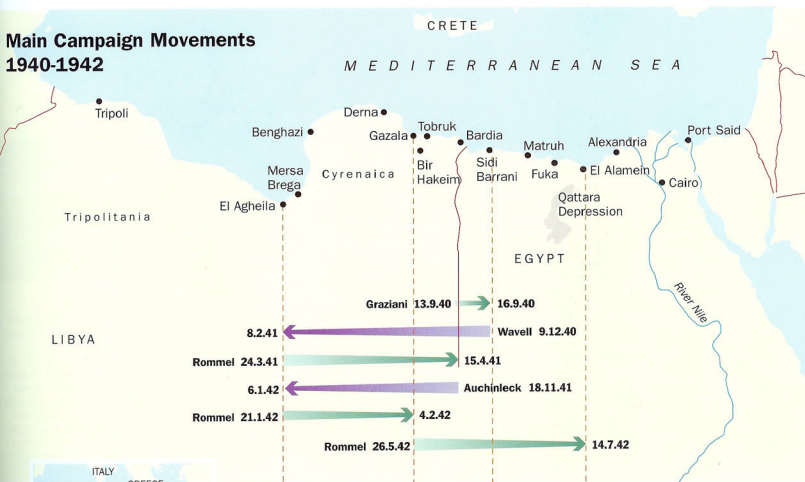 Main Campaign Movements
1940-1942
CRETE
MEDITERRANEAN SEA
Tripoli
Derna
Benghazi
Gazala
Tobruk
Bardia
Bir
Hakeim
Sidi
Barrani
Matruh
Fuka
Alexandria
El Alamein
Port Said
Cairo
Mersa
Brega
Cyrenaica
El Agheila
Tripolitania
Qattara
Depression
EGYPT
River Nile
LIBYA
Graziani 13.9.40 16.9.40
8.2.41 Wavell 9.12.40
Rommel 24.3.41 15.4.41
6.1.42 Auchinleck 18.11.41
Rommel 21.1.42 4.2.42
Rommel 26.5.42 14.7.42
ITALY
GREECE